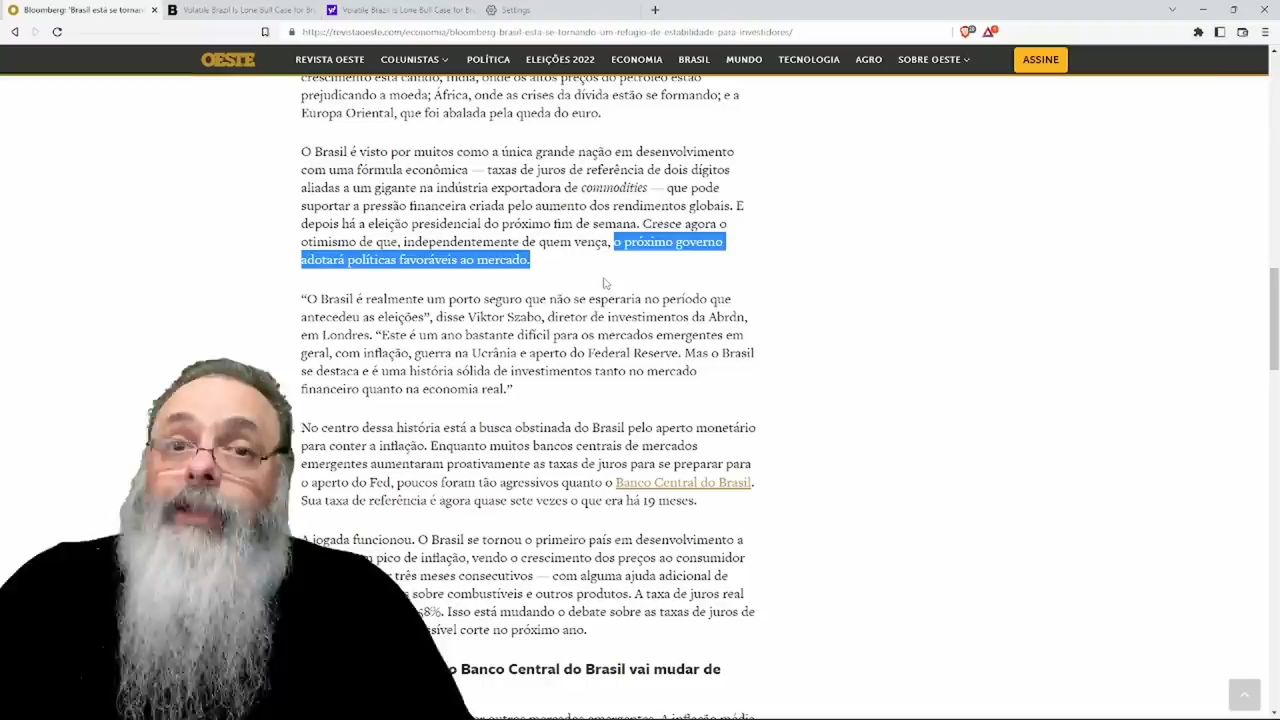 Bloomberg: 'Brasil está se tornan
Volatile Brazil Is Lone Bull Case for Br
Volatile Brazil Is Lone Bull Case for Br
Settings
https://revistaoeste.com/economia/bloomberg-brasil-esta-se-tornando-um-refugio-de-estabilidade-para-investidores/
OESTE
REVISTA OESTE COLUNISTAS POLÍTICA ELEIÇÕES 2022 ECONOMIA BRASIL MUNDO TECNOLOGIA AGRO SOBRE OESTE
ASSINE
crescimento está caindo; Índia, onde os altos preços do petróleo estão
prejudicando a moeda; África, onde as crises da dívida estão se formando; e a
Europa Oriental, que foi abalada pela queda do euro.
O Brasil é visto por muitos como a única grande nação em desenvolvimento
com uma fórmula econômica — taxas de juros de referência de dois dígitos
aliadas a um gigante na indústria exportadora de commodities — que pode
suportar a pressão financeira criada pelo aumento dos rendimentos globais. E
depois há a eleição presidencial do próximo fim de semana. Cresce agora o
otimismo de que, independentemente de quem vença, o próximo governo
adotará políticas favoráveis ao mercado.
“O Brasil é realmente um porto seguro que não se esperaria no período que
antecedeu as eleições”, disse Viktor Szabo, diretor de investimentos da Abrdn,
em Londres. “Este é um ano bastante difícil para os mercados emergentes em
geral, com inflação, guerra na Ucrânia e aperto do Federal Reserve. Mas o Brasil
se destaca e é uma história sólida de investimentos tanto no mercado
financeiro quanto na economia real.”
No centro dessa história está a busca obstinada do Brasil pelo aperto monetário
para conter a inflação. Enquanto muitos bancos centrais de mercados
emergentes aumentaram proativamente as taxas de juros para se preparar para
o aperto do Fed, poucos foram tão agressivos quanto o Banco Central do Brasil.
Sua taxa de referência é agora quase sete vezes o que era há 19 meses.
A jogada funcionou. O Brasil se tornou o primeiro país em desenvolvimento a
pico de inflação, vendo o crescimento dos preços ao consumidor
três meses consecutivos — com alguma ajuda adicional de
sobre combustíveis e outros produtos. A taxa de juros real
58%. Isso está mudando o debate sobre as taxas de juros de
corte no próximo ano.
o Banco Central do Brasil vai mudar de
outros mercados emergentes. A inflação média